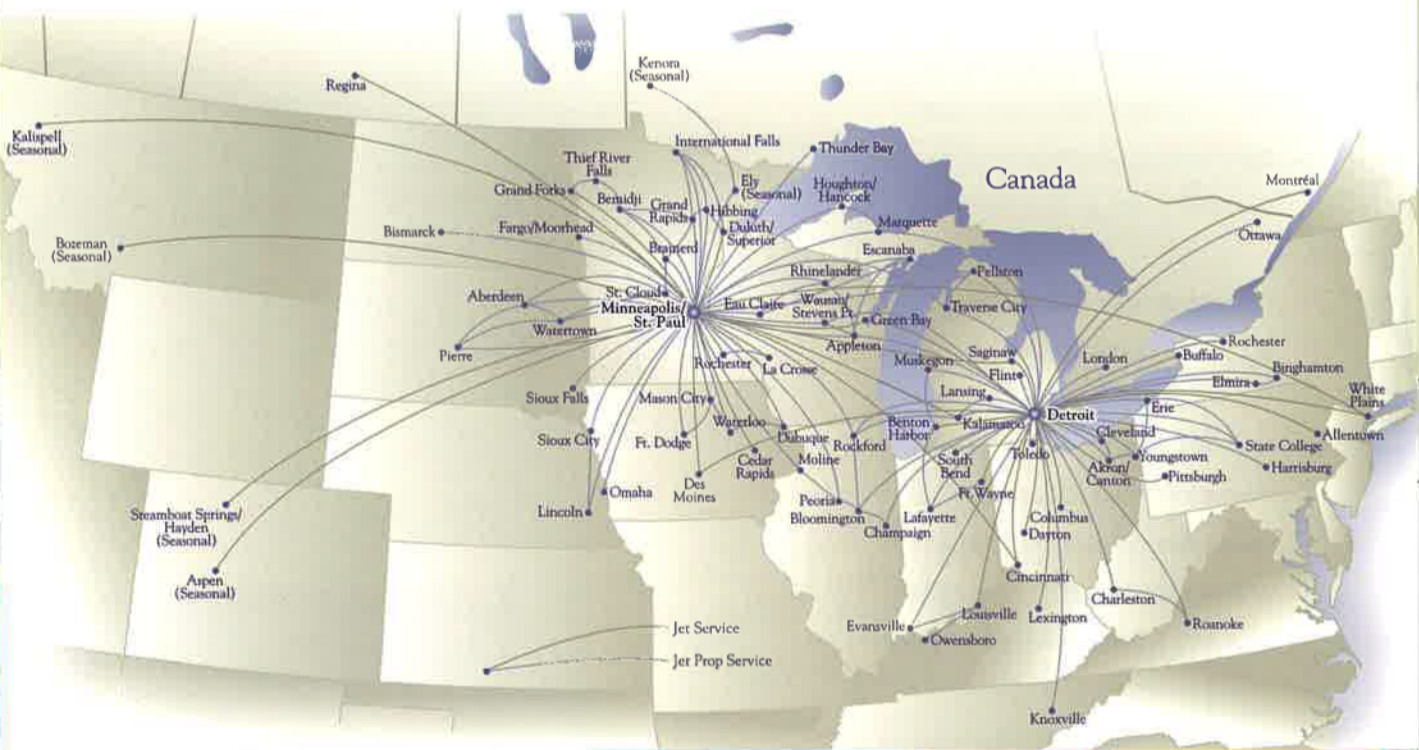 Kenora
(Seasonal)
Regina
Kalispell
(Seasonal)
International Falls
Thunder Bay
Thief River
Falls
Canada
Montréal
Grand Forks
Ely
(Seasonal)
Houghton/
Hancock
Bemidji
Grand
Rapids
Hibbing
Bismarck
Fargo/Moorhead
Duluth/
Superior
Marquette
Ottawa
Bozeman
(Seasonal)
Brainerd
Escanaba
Rhinelander
Pellston
Aberdeen
St. Cloud
Minneapolis/
St. Paul
Eau Claire
Wausau/
Stevens Pt.
Traverse City
Green Bay
Watertown
Pierre
Appleton
Rochester
La Crosse
Muskegon
Saginaw
London
Rochester
Buffalo
Flint
Binghamton
Elmira
White
Plains
Sioux Falls
Mason City
Lansing
Detroit
Erie
Waterloo
Dubuque
Benton
Harbor
Kalamazoo
Cleveland
Allentown
Sioux City
Ft. Dodge
Rockford
Toledo
State College
Cedar
Rapids
Moline
South
Bend
Akron/
Canton
Youngstown
Harrisburg
Pittsburgh
Omaha
Des
Moines
Ft. Wayne
Lincoln
Peoria
Bloomington
Lafayette
Columbus
Steamboat Springs/
Hayden
(Seasonal)
Champaign
Dayton
Aspen
(Seasonal)
Cincinnati
Charleston
Louisville
Lexington
Roanoke
Evansville
Owensboro
Jet Service
Jet Prop Service
Knoxville